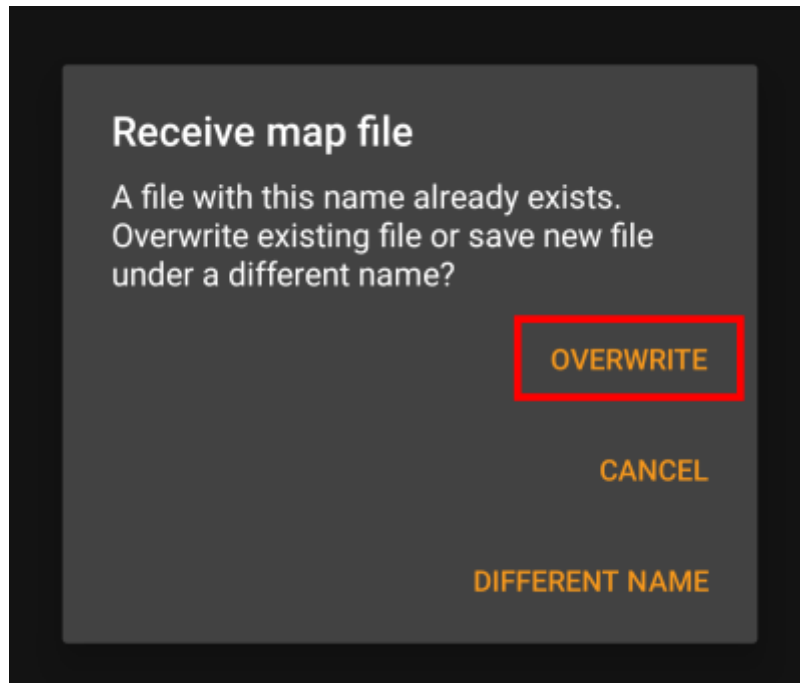 Receive map file
A file with this name already exists.
Overwrite existing file or save new file
under a different name?
OVERWRITE
CANCEL
DIFFERENT NAME